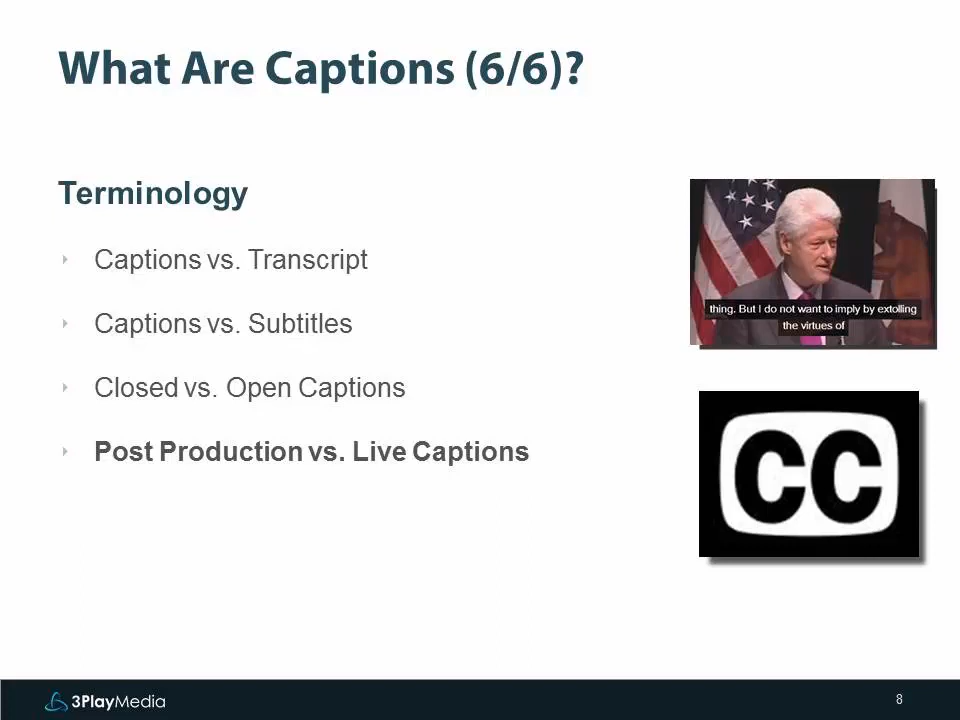 What Are Captions (6/6)?
Terminology
Captions vs. Transcript
Captions vs. Subtitles
Closed vs. Open Captions
Post Production vs. Live Captions
thing. But I do not want to imply by extolling
the virtues of
CC
3PlayMedia
8